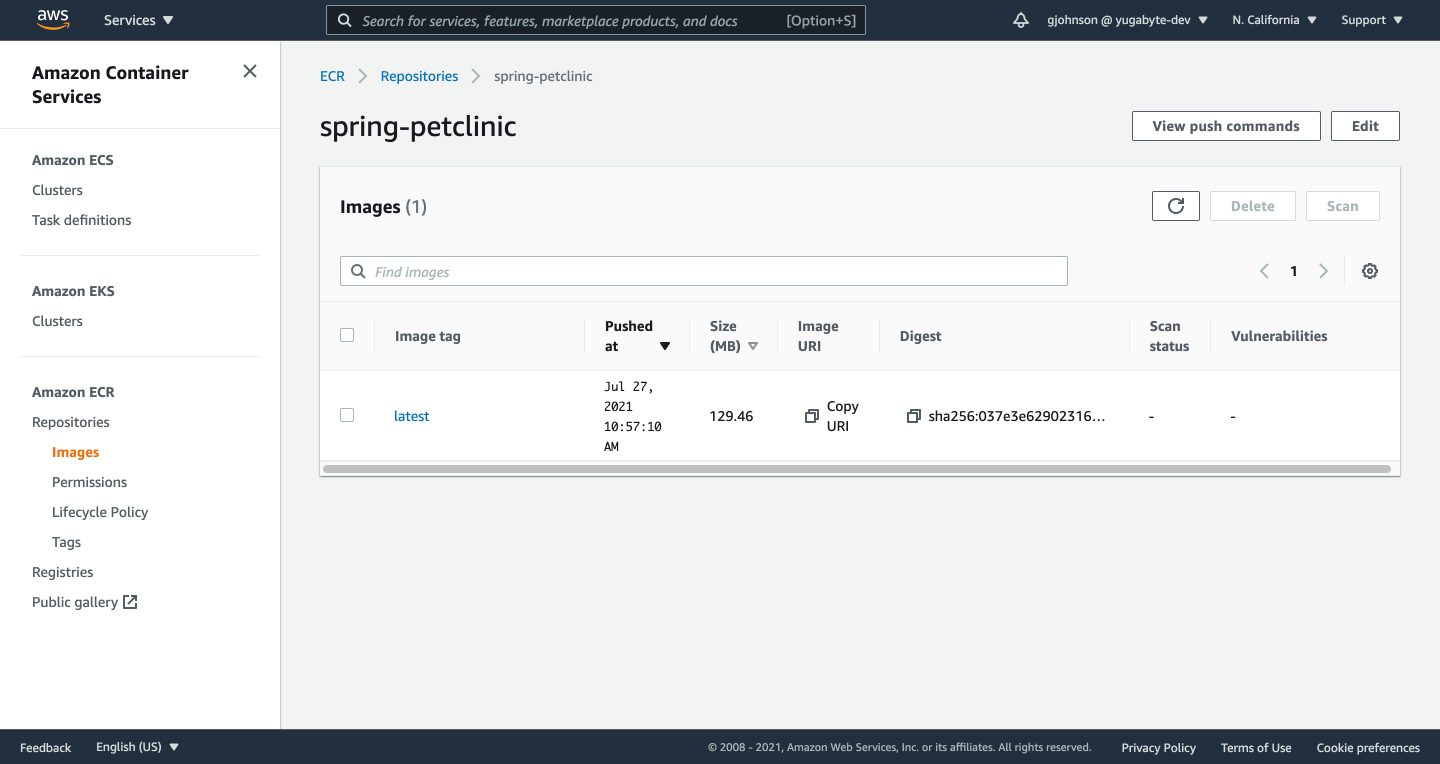 aws
Services
Search for services, features, marketplace products, and docs
[Option+S]
gjohnson @ yugabyte-dev
N. California
Support
Amazon Container
Services
Amazon ECS
Clusters
Task definitions
Amazon EKS
Clusters
Amazon ECR
Repositories
Images
Permissions
Lifecycle Policy
Tags
Registries
Public gallery
ECR
Repositories
spring-petclinic
spring-petclinic
View push commands
Edit
Images (1)
Delete
Scan
Find images
1
Image tag
Pushed
at
Size
(MB)
Image
URI
Digest
Scan
status
Vulnerabilities
latest
Jul 27,
2021
10:57:10
AM
129.46
Copy
URI
sha256:037e3e62902316...
-
-
Feedback
English (US)
© 2008 - 2021, Amazon Web Services, Inc. or its affiliates. All rights reserved.
Privacy Policy
Terms of Use
Cookie preferences